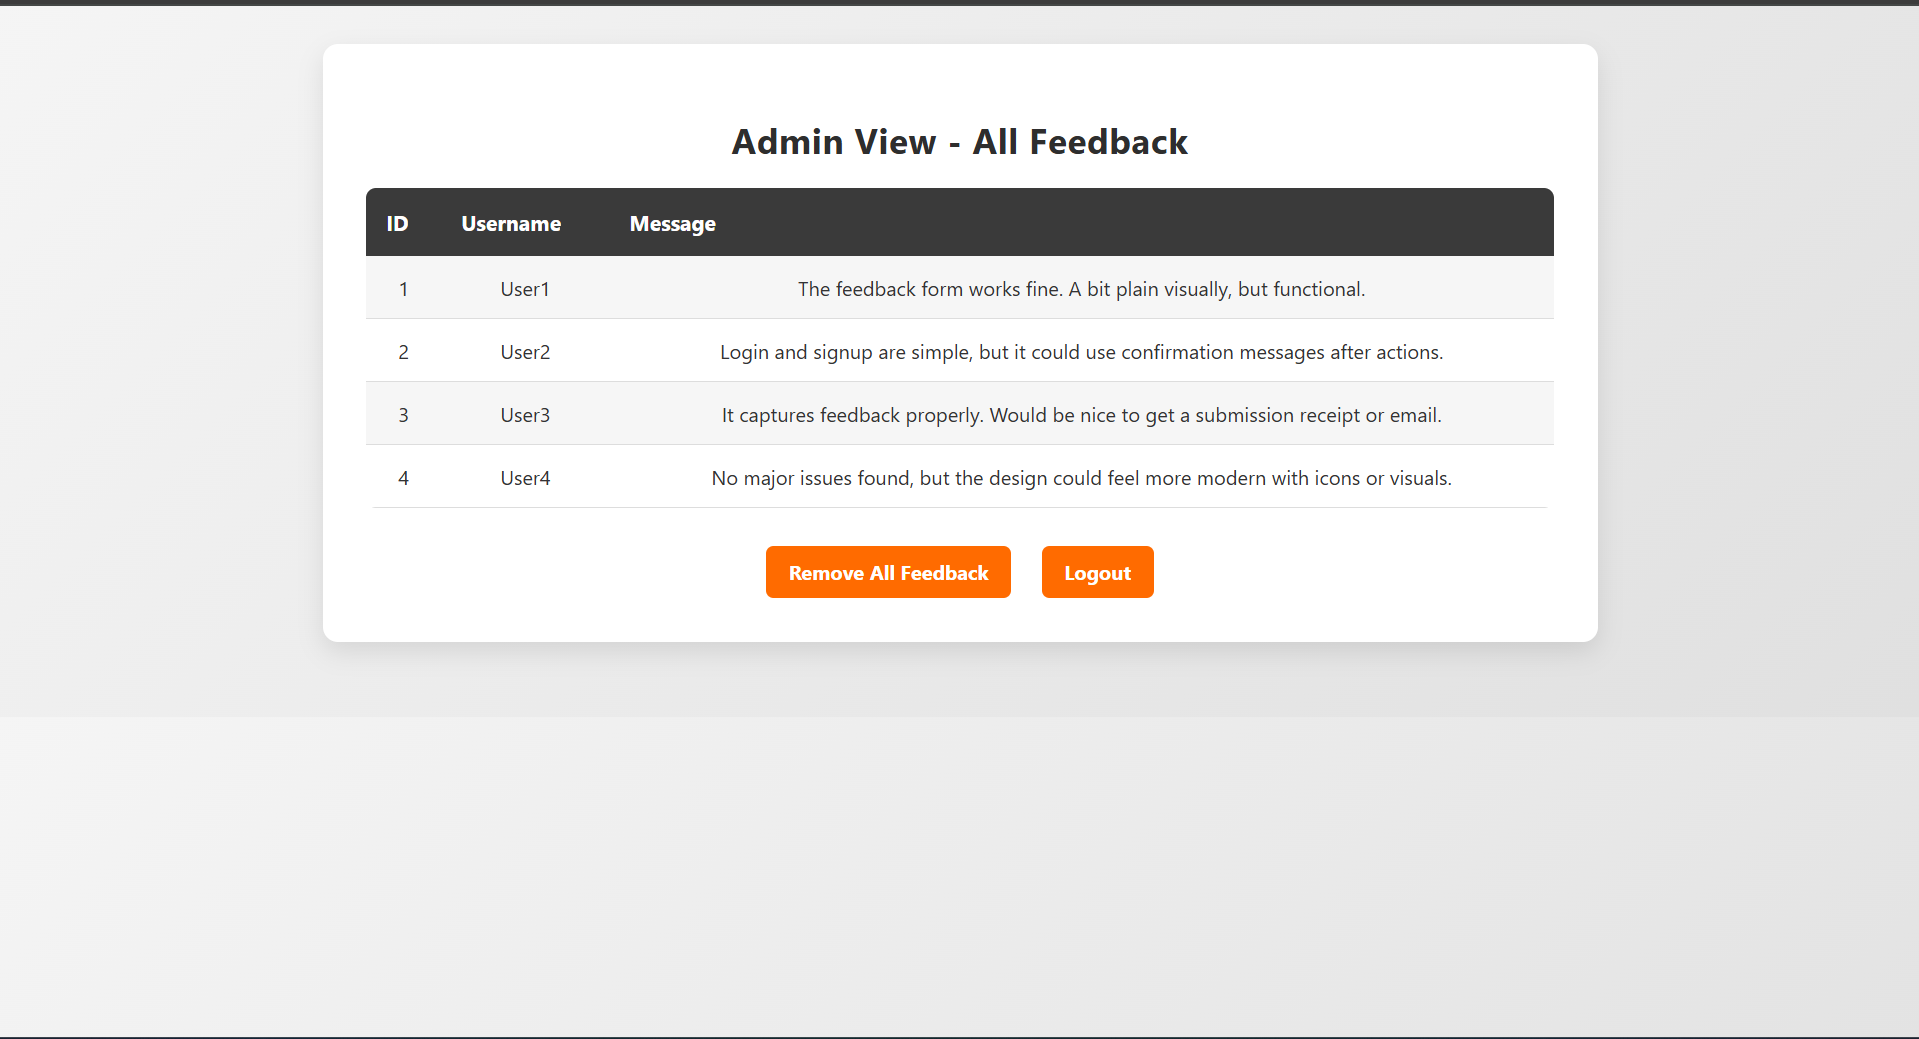 Admin View - All Feedback
ID Username Message
1 User1 The feedback form works fine. A bit plain visually, but functional.
2 User2 Login and signup are simple, but it could use confirmation messages after actions.
3 User3 It captures feedback properly. Would be nice to get a submission receipt or email.
4 User4 No major issues found, but the design could feel more modern with icons or visuals.
Remove All Feedback Logout